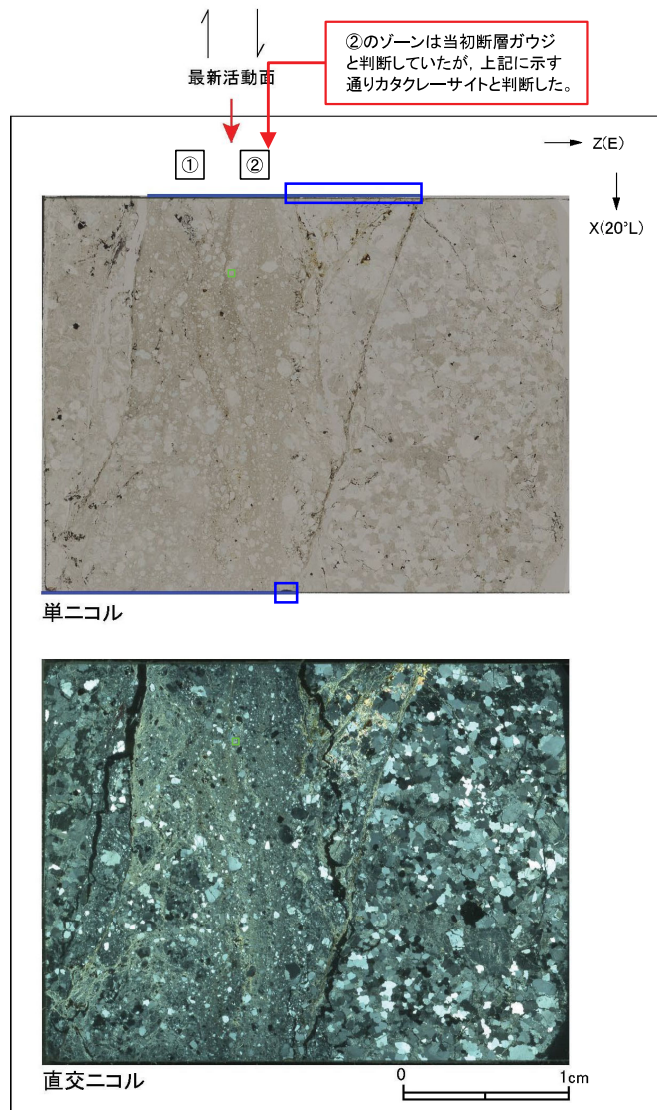 ②のゾーンは当初断層ガウジ
と判断していたが，上記に示す
通りカタクレーサイトと判断した。
最新活動面
① ②
Z(E)
X(20°L)
単ニコル
直交ニコル
0 1cm